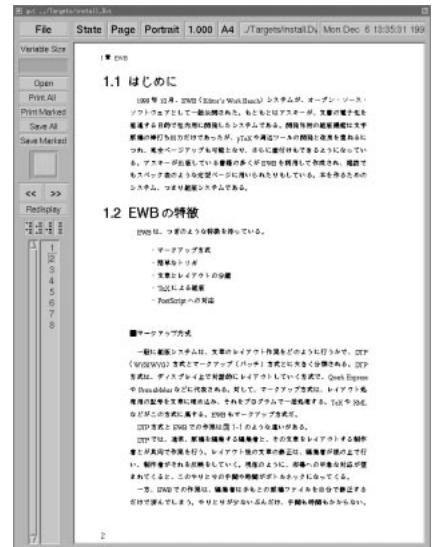 gv: ../Targets/install.Dvi
File State Page Portrait 1.000 A4 ./Targets/install.Dv Mon Dec 6 13:35:31 199
Variable Size
Open
Print All
Print Marked
Save All
Save Marked
<< >>
Redisplay
1
2
3
4
5
6
7
8
1 章 EWB
1.1 はじめに
1999 年 12 月、EWB (Editor's Work Bench) システムが、オープン・ソース・
ソフトウェアとして一般公開された。もともとはアスキーが、文書の電子化を
推進する目的で社内用に開発したシステムである。開発当初の組版機能は文字
原稿の棒打ち出力だけであったが、pTeX や周辺ツールの開発と改良を重ねるに
つれ、完全ページアップも可能となり、さらに索引付けもできるようになってい
る。アスキーが出版している書籍の多くが EWB を利用して作成され、雑誌で
もスペック表のような定型ページに用いられたりもしている。本を作るための
システム、つまり組版システムである。
1.2 EWB の特徴
EWB は、つぎのような特徴を持っている。
・マークアップ方式
・簡単なトリガ
・文章とレイアウトの分離
・TeX による組版
・PostScript への対応
■マークアップ方式
一般に組版システムは、文章のレイアウト作業をどのように行うかで、DTP
(WYSIWYG) 方式とマークアップ (バッチ) 方式とに大きく分類される。DTP
方式は、ディスプレイ上で対話的にレイアウトしていく方式で、Quark Express
や PageMaker などに代表される。対して、マークアップ方式は、レイアウト処
理用の記号を文章に埋め込み、それをプログラムで一括処理する。TeX や XML
などがこの方式に属する。EWB もマークアップ方式だ。
DTP 方式と EWB での作業は図 1-1 のような違いがある。
DTP では、通常、原稿を編集する編集者と、その文章をレイアウトする制作
者とが共同で作業を行う。レイアウト後の文章の修正は、編集者が紙の上で行
い、制作者がそれを反映をしていく。現在のように、部署への早急な対応が望
まれてくると、このやりとりの手間や時間がボトルネックになってくる。
一方、EWB での作業は、編集者はおもとの原稿ファイルを自分で修正する
だけで済んでしまう。やりとりが少ないぶんだけ、手間も時間もかからない。
2